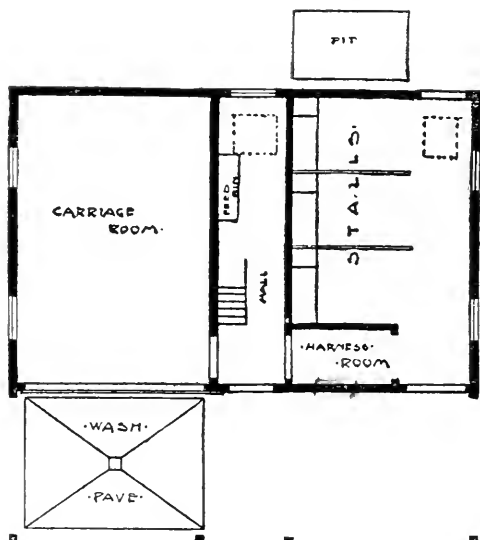 PIT
CARRIAGE
ROOM.
FEED
BIN
HALL
STALLS.
·HARNESS·
·ROOM
·WASH·
·PAVE·